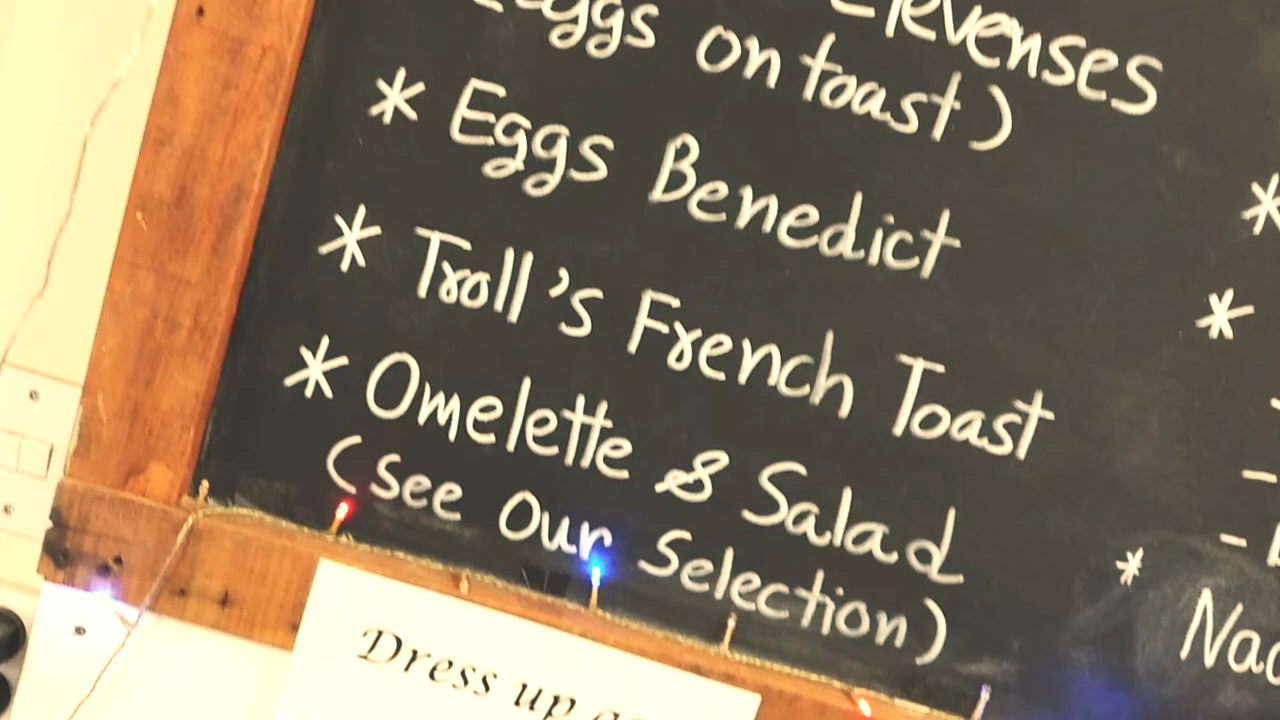 Elevenses
Eggs on toast)
* Eggs Benedict
* Troll's French Toast
* Omelette & Salad
(See Our Selection)
*
*
-
-
*
Dress up